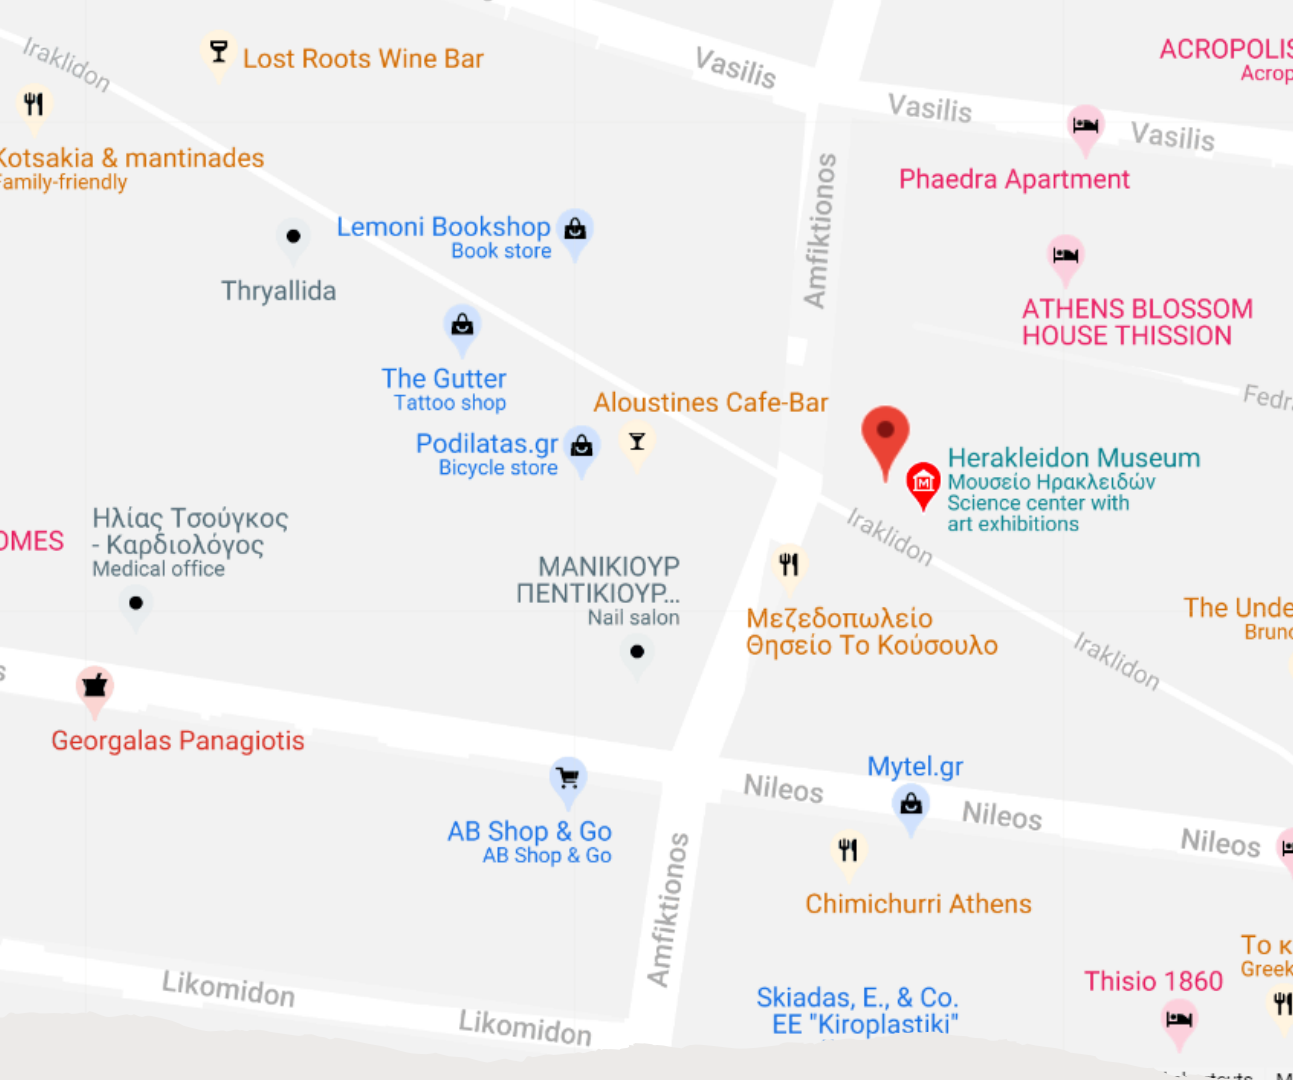 Iraklidon
Lost Roots Wine Bar
Vasilis
Vasilis
Vasilis
ACROPOLIS
Acrop
Kotsakia & mantinades
Family-friendly
Phaedra Apartment
Amfiktionos
Lemoni Bookshop
Book store
Thryallida
ATHENS BLOSSOM
HOUSE THISSION
The Gutter
Tattoo shop
Aloustines Cafe-Bar
Fedr
Podilatas.gr
Bicycle store
Herakleidon Museum
Μουσείο Ηρακλειδών
Science center with
art exhibitions
Ηλίας Τσούγκος
- Καρδιολόγος
Medical office
OMES
Iraklidon
ΜΑΝΙΚΙΟΥΡ
ΠΕΝΤΙΚΙΟΥΡ...
Nail salon
Μεζεδοπωλείο
Θησείο Το Κούσουλο
The Unde
Brunc
Iraklidon
s
Georgalas Panagiotis
Mytel.gr
Nileos
Nileos
Nileos
AB Shop & Go
AB Shop & Go
Chimichurri Athens
Amfiktionos
Το κ
Greek
Likomidon
Likomidon
Skiadas, E., & Co.
EE "Kiroplastiki"
Thisio 1860